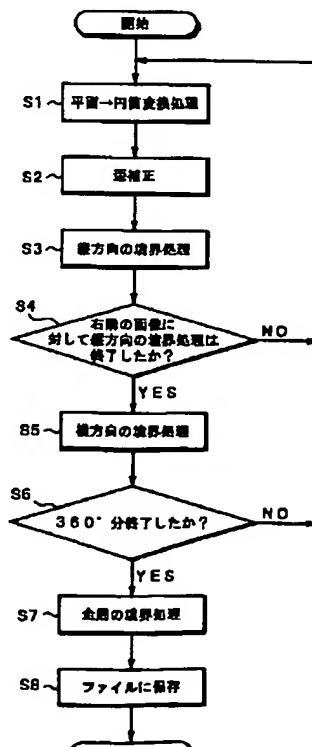 開始
S1
平面→円筒変換処理
S2
歪補正
S3
縦方向の境界処理
S4
右隣の画像に
対して縦方向の境界処理は
終了したか？
NO
YES
S5
横方向の境界処理
S6
360°分終了したか？
NO
YES
S7
全周の境界処理
S8
ファイルに保存